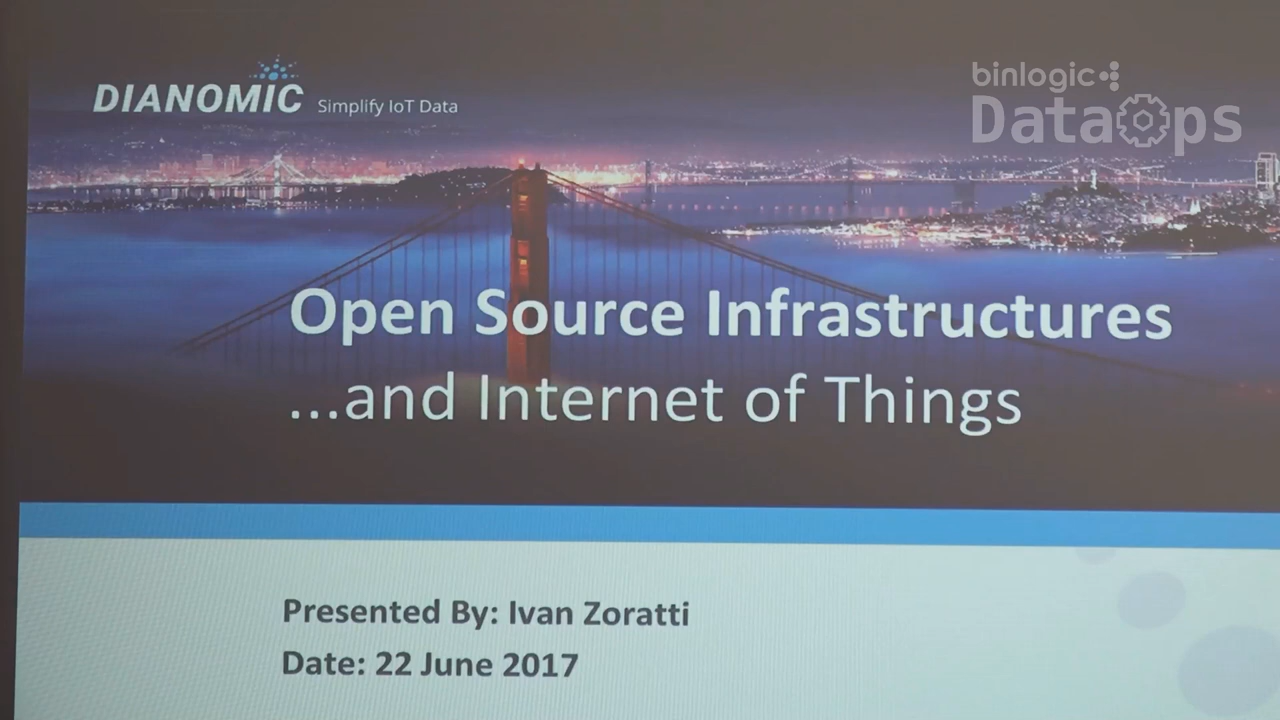 DIANOMIC Simplify IoT Data
binlogic
DataOps
Open Source Infrastructures
...and Internet of Things
Presented By: Ivan Zoratti
Date: 22 June 2017